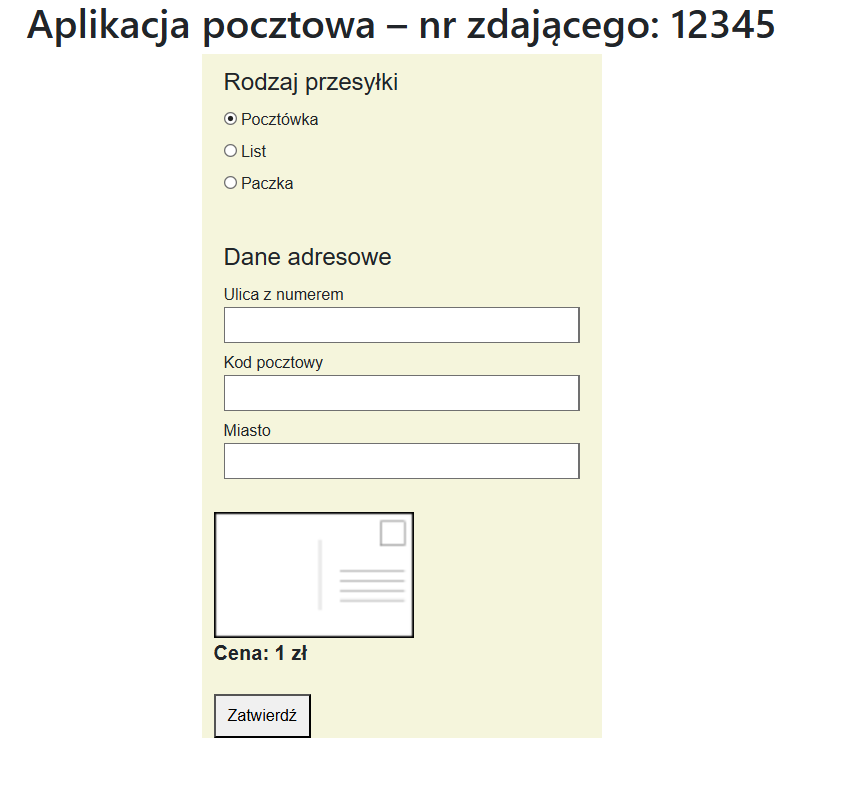 Aplikacja pocztowa – nr zdającego: 12345
Rodzaj przesyłki
Pocztówka
List
Paczka
Dane adresowe
Ulica z numerem
Kod pocztowy
Miasto
Cena: 1 zł
Zatwierdź